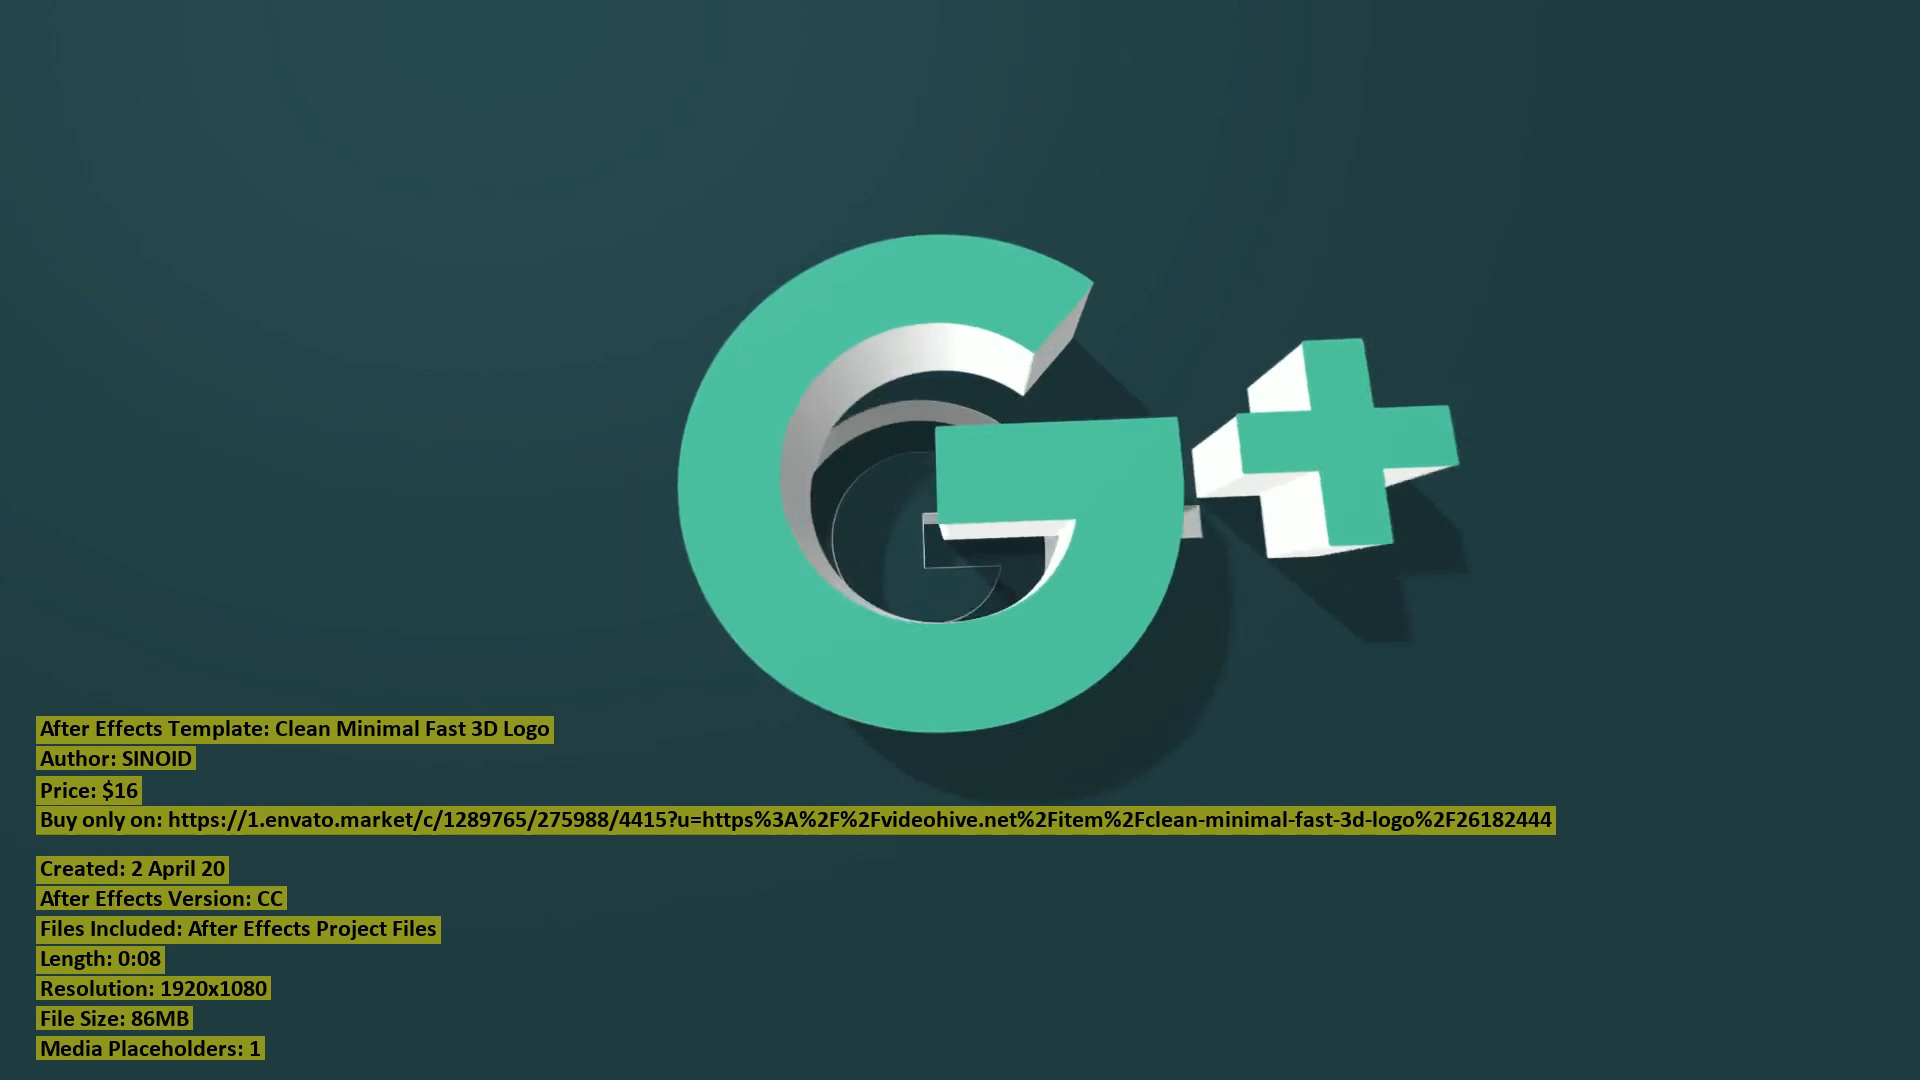 G+
After Effects Template: Clean Minimal Fast 3D Logo
Author: SINOID
Price: $16
Buy only on: https://1.envato.market/c/1289765/275988/4415?u=https%3A%2F%2Fvideohive.net%2Fitem%2Fclean-minimal-fast-3d-logo%2F26182444
Created: 2 April 20
After Effects Version: CC
Files Included: After Effects Project Files
Length: 0:08
Resolution: 1920x1080
File Size: 86MB
Media Placeholders: 1